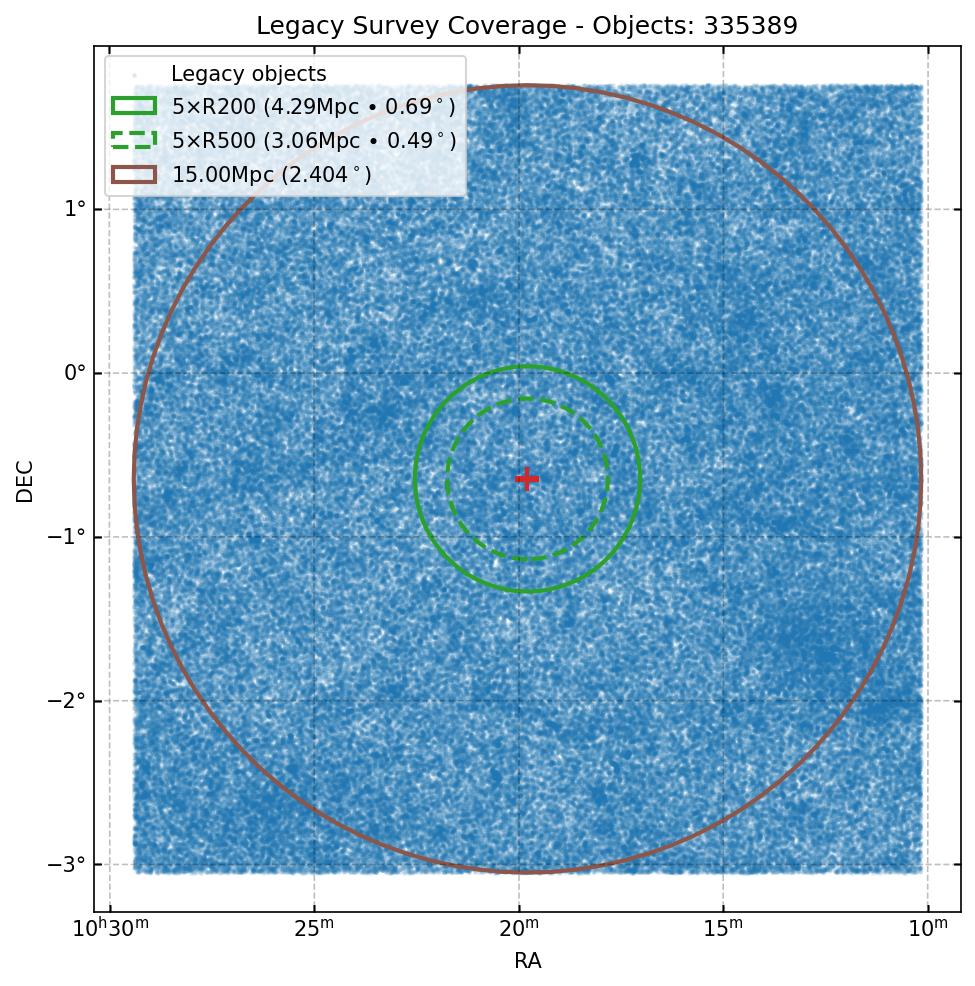 Legacy Survey Coverage - Objects: 335389
Legacy objects
5×R200 (4.29Mpc • 0.69°)
5×R500 (3.06Mpc • 0.49°)
15.00Mpc (2.404°)
1°
0°
−1°
−2°
−3°
DEC
10ʰ30ᵐ 25ᵐ 20ᵐ 15ᵐ 10ᵐ
RA